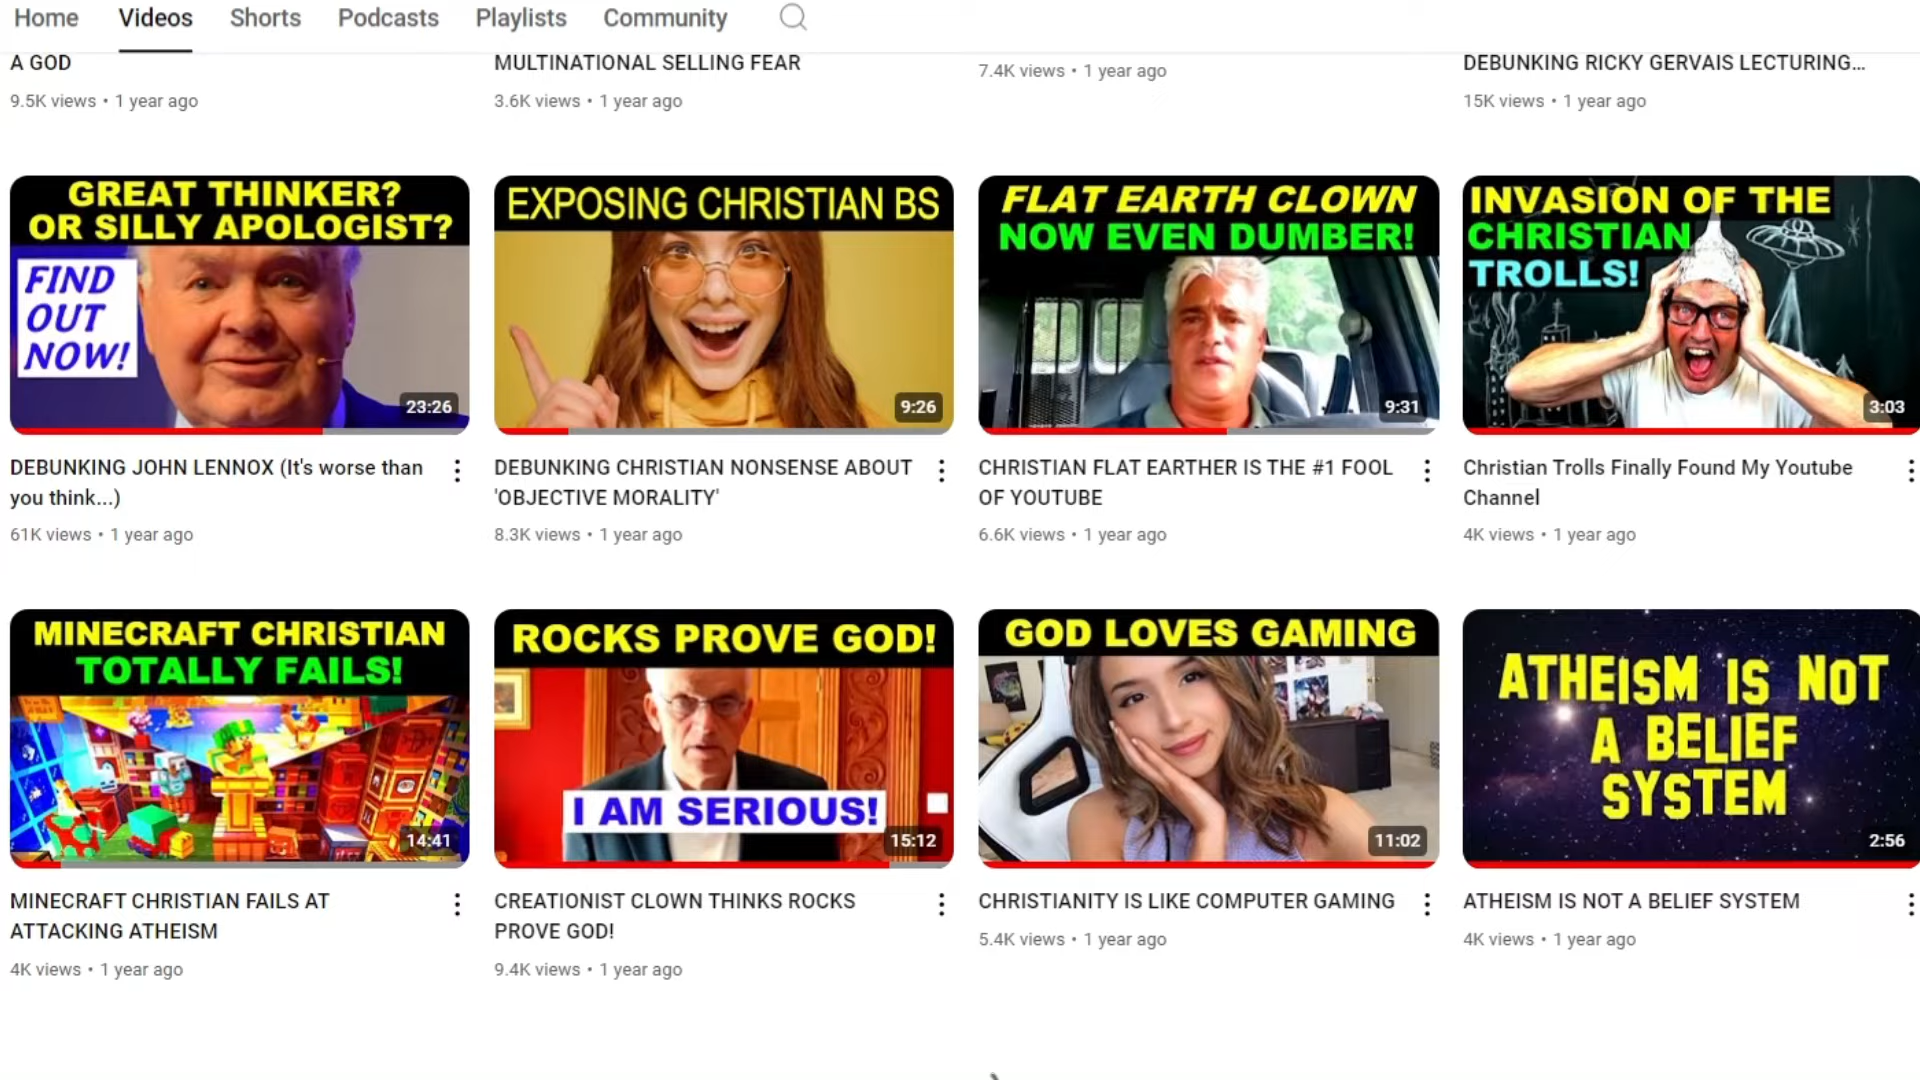 Home Videos Shorts Podcasts Playlists Community
A GOD
9.5K views • 1 year ago
MULTINATIONAL SELLING FEAR
3.6K views • 1 year ago
7.4K views • 1 year ago
DEBUNKING RICKY GERVAIS LECTURING...
15K views • 1 year ago
GREAT THINKER?
OR SILLY APOLOGIST?
FIND
OUT
NOW!
23:26
DEBUNKING JOHN LENNOX (It's worse than
you think...)
61K views • 1 year ago
EXPOSING CHRISTIAN BS
9:26
DEBUNKING CHRISTIAN NONSENSE ABOUT
'OBJECTIVE MORALITY'
8.3K views • 1 year ago
FLAT EARTH CLOWN
NOW EVEN DUMBER!
9:31
CHRISTIAN FLAT EARTHER IS THE #1 FOOL
OF YOUTUBE
6.6K views • 1 year ago
INVASION OF THE
CHRISTIAN
TROLLS!
3:03
Christian Trolls Finally Found My Youtube
Channel
4K views • 1 year ago
MINECRAFT CHRISTIAN
TOTALLY FAILS!
14:41
MINECRAFT CHRISTIAN FAILS AT
ATTACKING ATHEISM
4K views • 1 year ago
ROCKS PROVE GOD!
I AM SERIOUS!
15:12
CREATIONIST CLOWN THINKS ROCKS
PROVE GOD!
9.4K views • 1 year ago
GOD LOVES GAMING
11:02
CHRISTIANITY IS LIKE COMPUTER GAMING
5.4K views • 1 year ago
ATHEISM IS NOT
A BELIEF
SYSTEM
2:56
ATHEISM IS NOT A BELIEF SYSTEM
4K views • 1 year ago